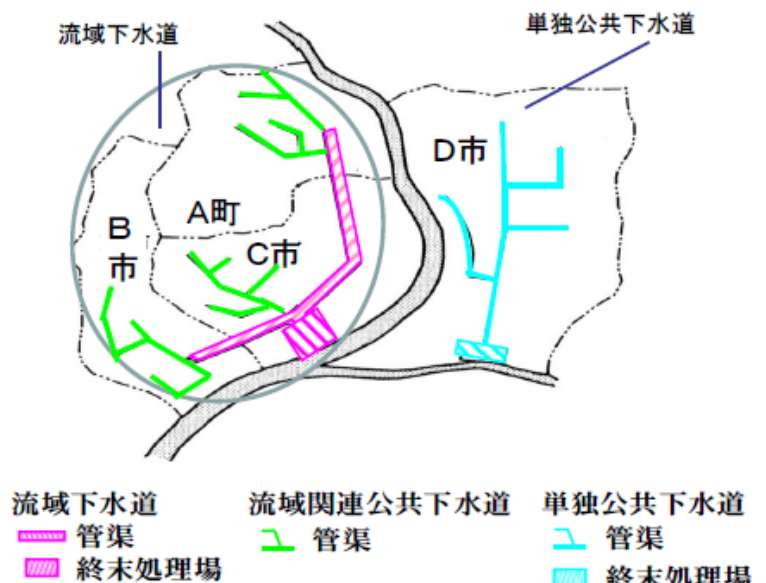 流域下水道
単独公共下水道
D市
A町
B
市
C市
流域下水道
管渠
終末処理場
流域関連公共下水道
管渠
単独公共下水道
管渠
終末処理場